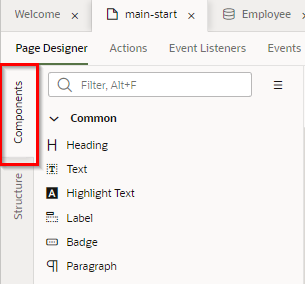 Welcome × main-start × Employee
Page Designer Actions Event Listeners Events
Components
Structure
Filter, Alt+F
Common
H Heading
T Text
A Highlight Text
Label
Badge
¶ Paragraph